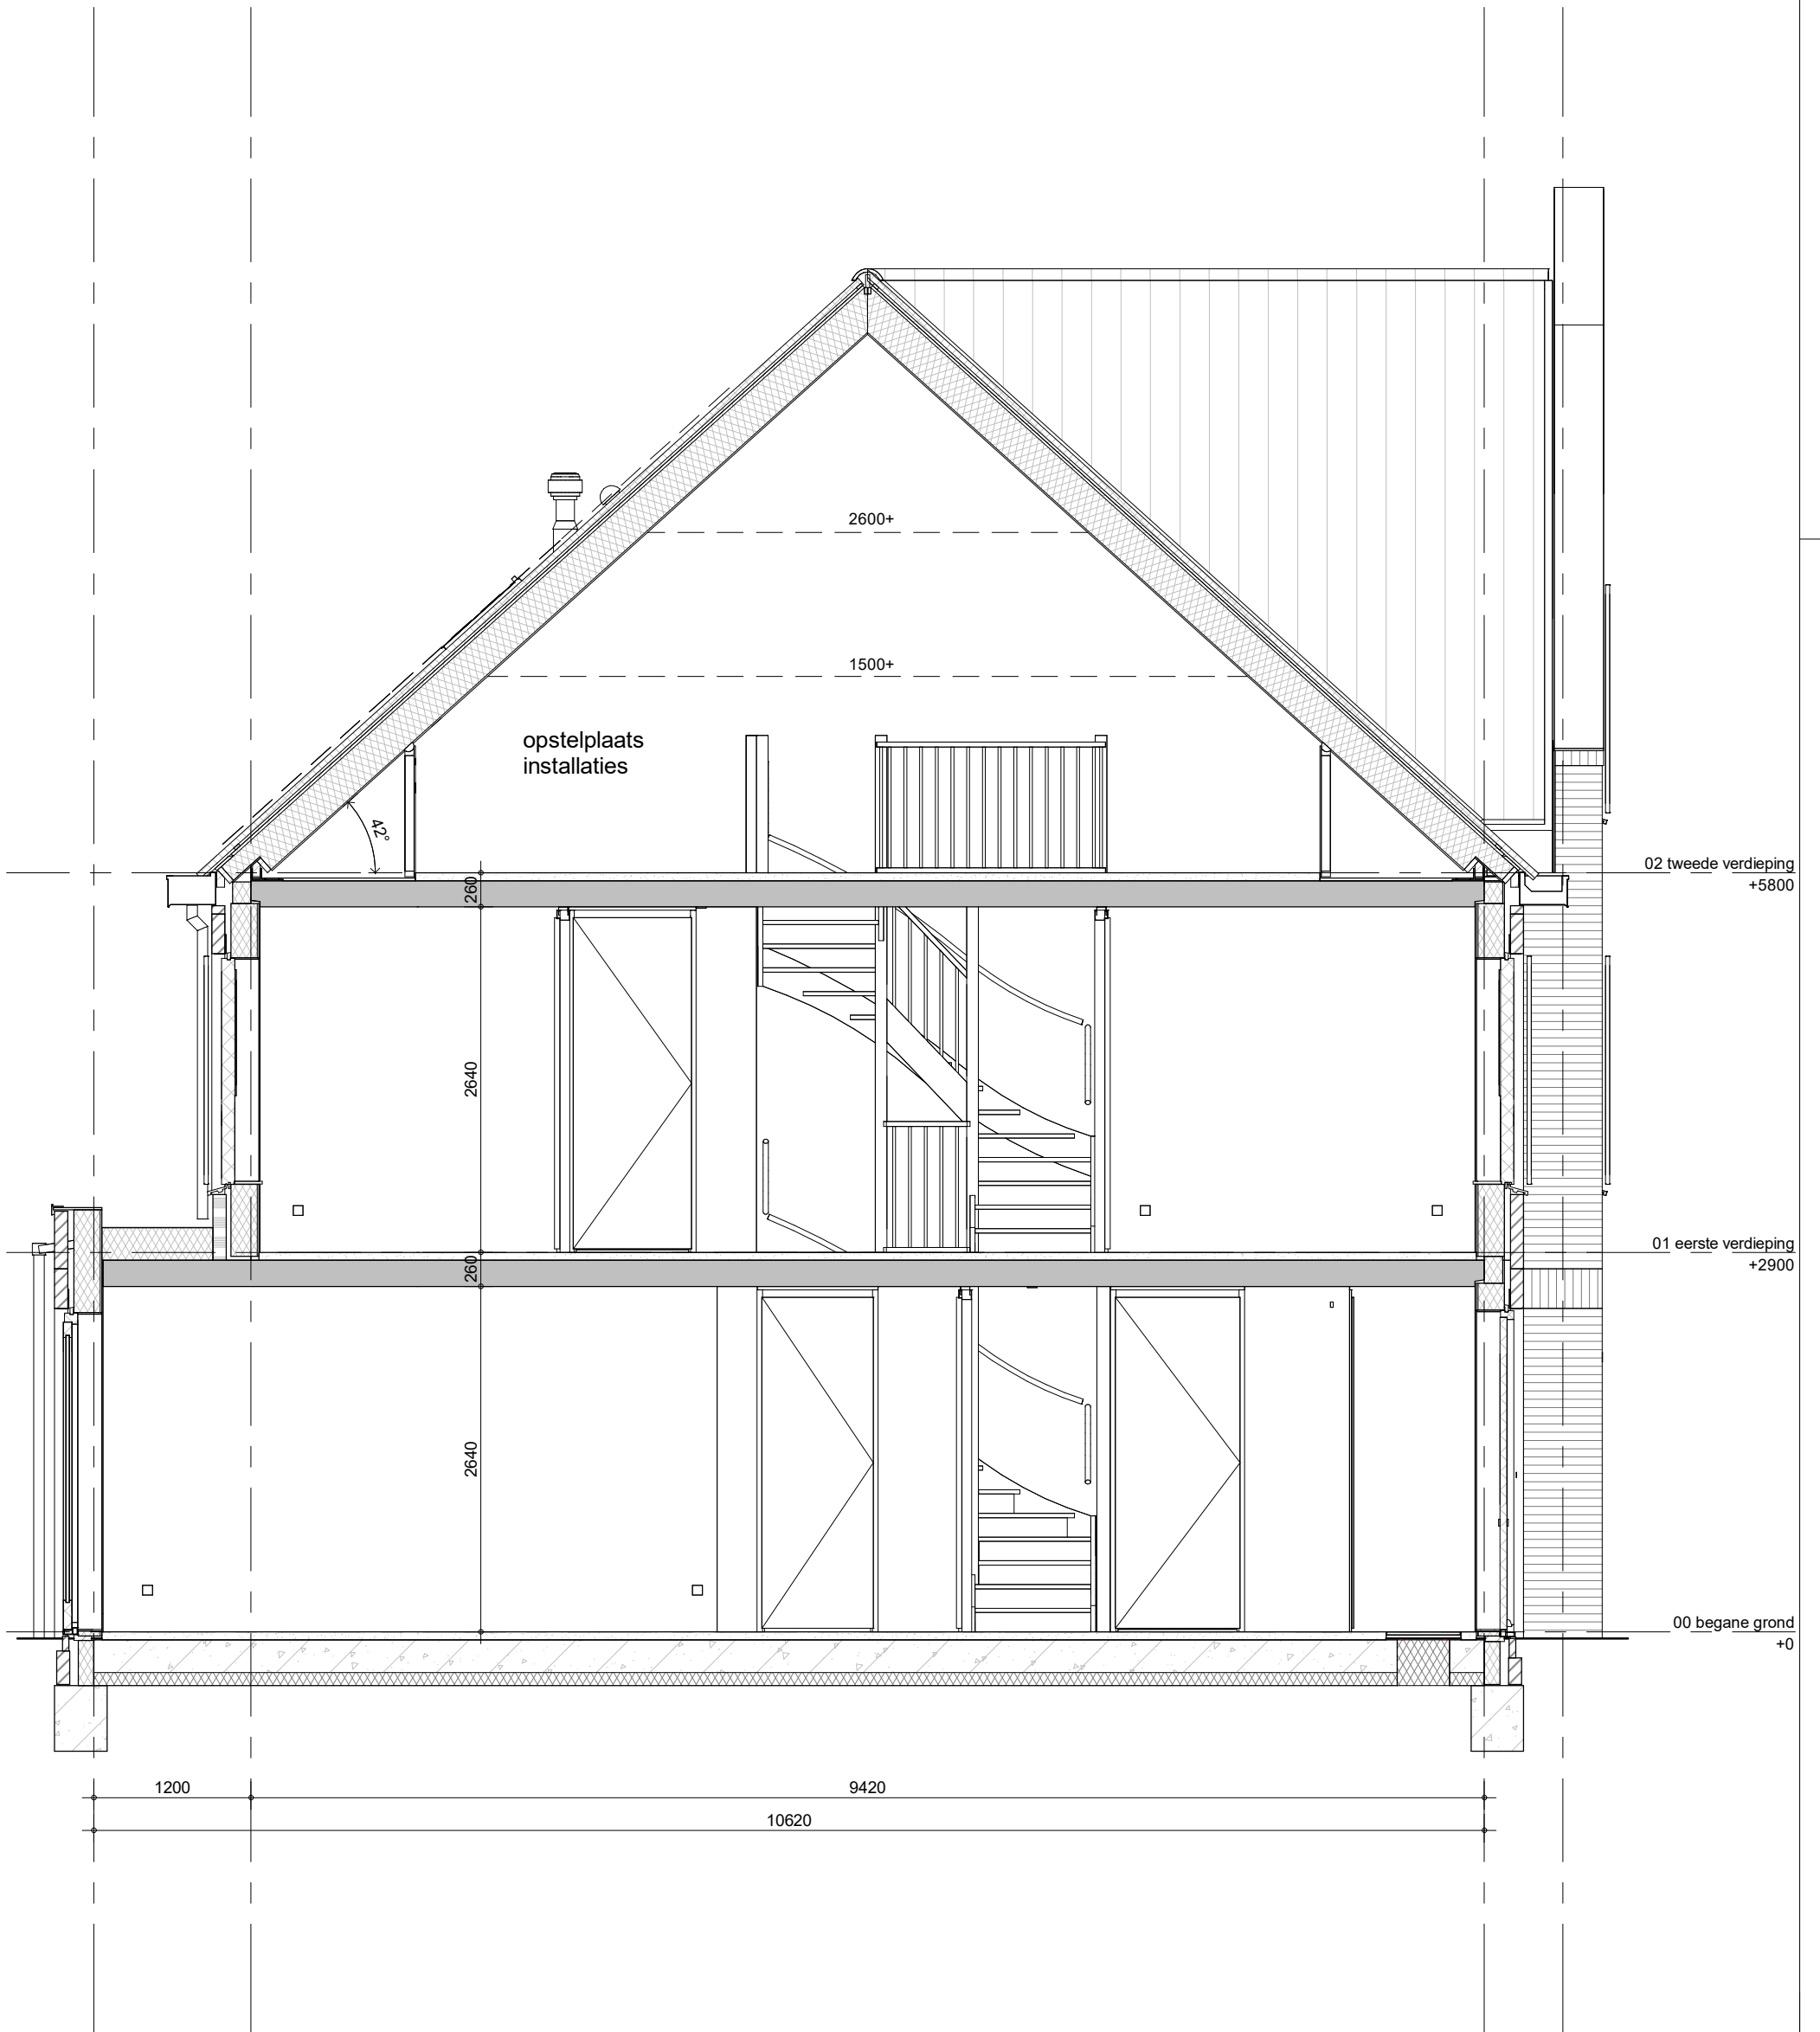 2600+
1500+
opstelplaats
installaties
42°
02 tweede verdieping
+5800
260
2640
01 eerste verdieping
+2900
260
2640
00 begane grond
+0
1200
9420
10620